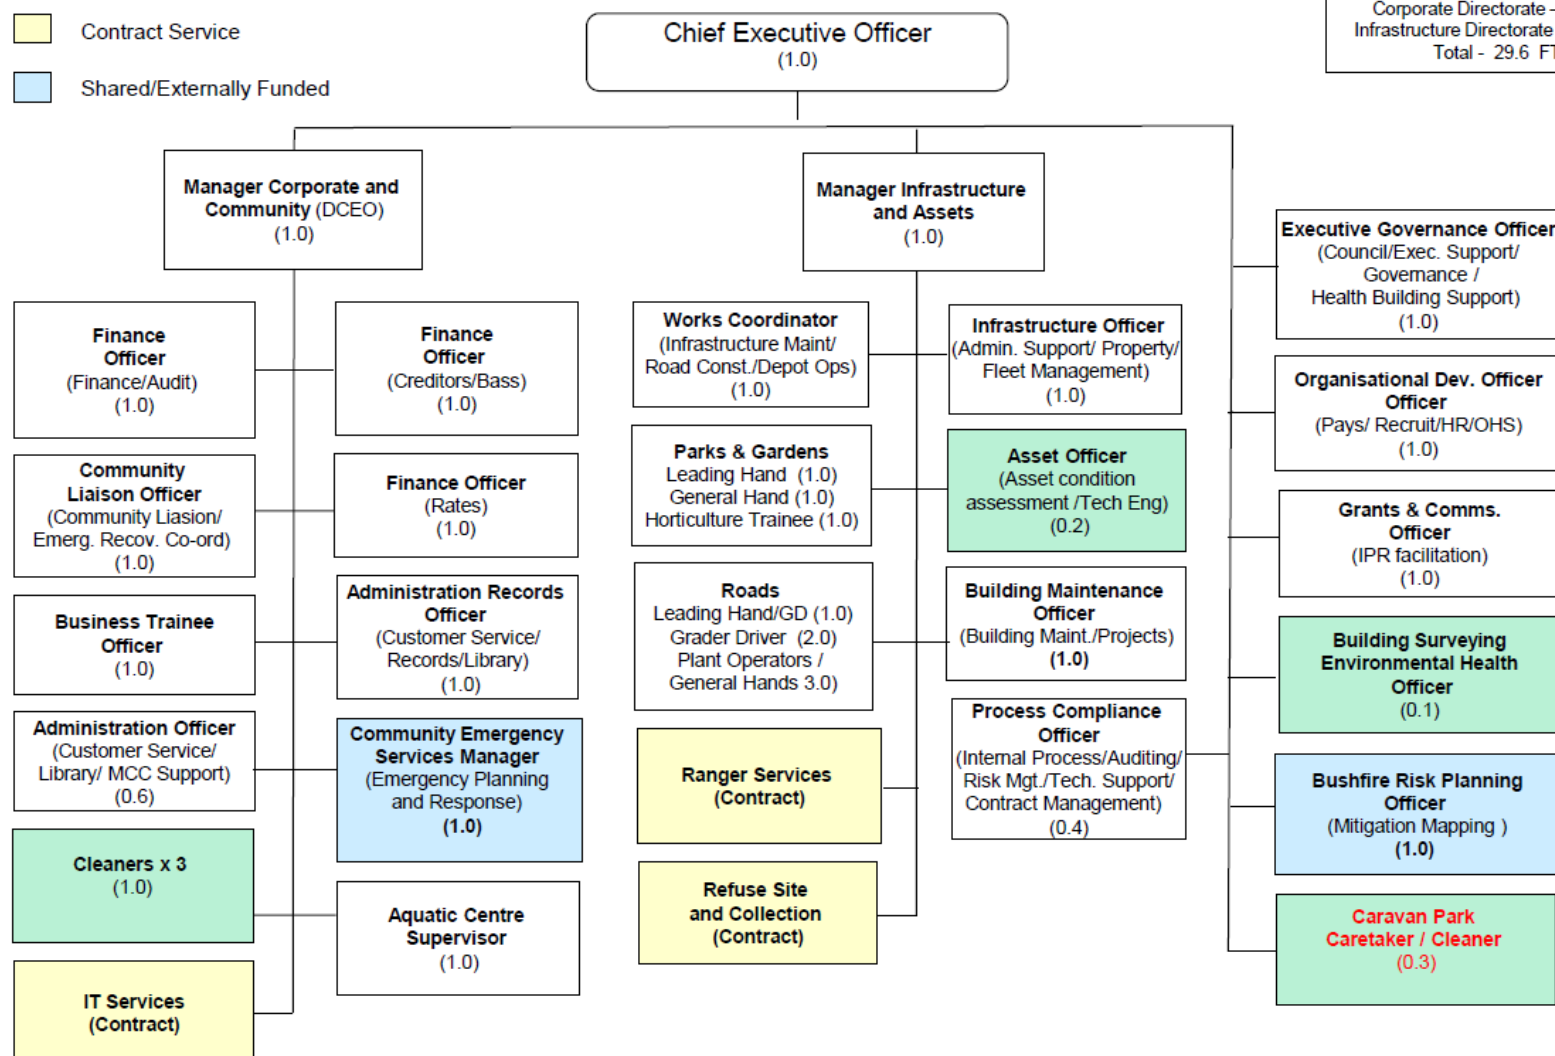 Contract Service
Shared/Externally Funded
Chief Executive Officer
(1.0)
Corporate Directorate –
Infrastructure Directorate
Total - 29.6 FT
Manager Corporate and
Community (DCEO)
(1.0)
Manager Infrastructure
and Assets
(1.0)
Finance
Officer
(Finance/Audit)
(1.0)
Finance
Officer
(Creditors/Bass)
(1.0)
Community
Liaison Officer
(Community Liasion/
Emerg. Recov. Co-ord)
(1.0)
Finance Officer
(Rates)
(1.0)
Business Trainee
Officer
(1.0)
Administration Records
Officer
(Customer Service/
Records/Library)
(1.0)
Administration Officer
(Customer Service/
Library/ MCC Support)
(0.6)
Community Emergency
Services Manager
(Emergency Planning
and Response)
(1.0)
Cleaners x 3
(1.0)
Aquatic Centre
Supervisor
(1.0)
IT Services
(Contract)
Works Coordinator
(Infrastructure Maint/
Road Const./Depot Ops)
(1.0)
Infrastructure Officer
(Admin. Support/ Property/
Fleet Management)
(1.0)
Parks & Gardens
Leading Hand (1.0)
General Hand (1.0)
Horticulture Trainee (1.0)
Asset Officer
(Asset condition
assessment /Tech Eng)
(0.2)
Roads
Leading Hand/GD (1.0)
Grader Driver (2.0)
Plant Operators /
General Hands 3.0)
Building Maintenance
Officer
(Building Maint./Projects)
(1.0)
Ranger Services
(Contract)
Process Compliance
Officer
(Internal Process/Auditing/
Risk Mgt./Tech. Support/
Contract Management)
(0.4)
Refuse Site
and Collection
(Contract)
Executive Governance Officer
(Council/Exec. Support/
Governance /
Health Building Support)
(1.0)
Organisational Dev. Officer
Officer
(Pays/ Recruit/HR/OHS)
(1.0)
Grants & Comms.
Officer
(IPR facilitation)
(1.0)
Building Surveying
Environmental Health
Officer
(0.1)
Bushfire Risk Planning
Officer
(Mitigation Mapping )
(1.0)
Caravan Park
Caretaker / Cleaner
(0.3)